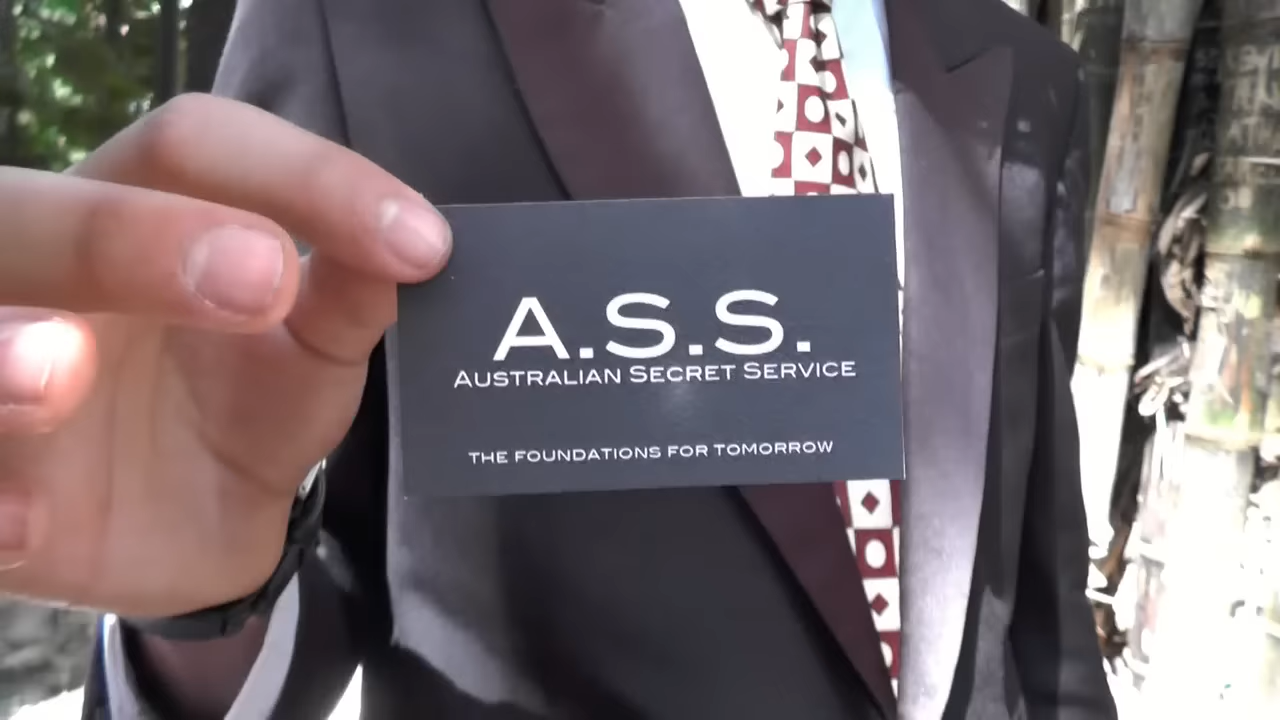 A.S.S.
AUSTRALIAN SECRET SERVICE
THE FOUNDATIONS FOR TOMORROW